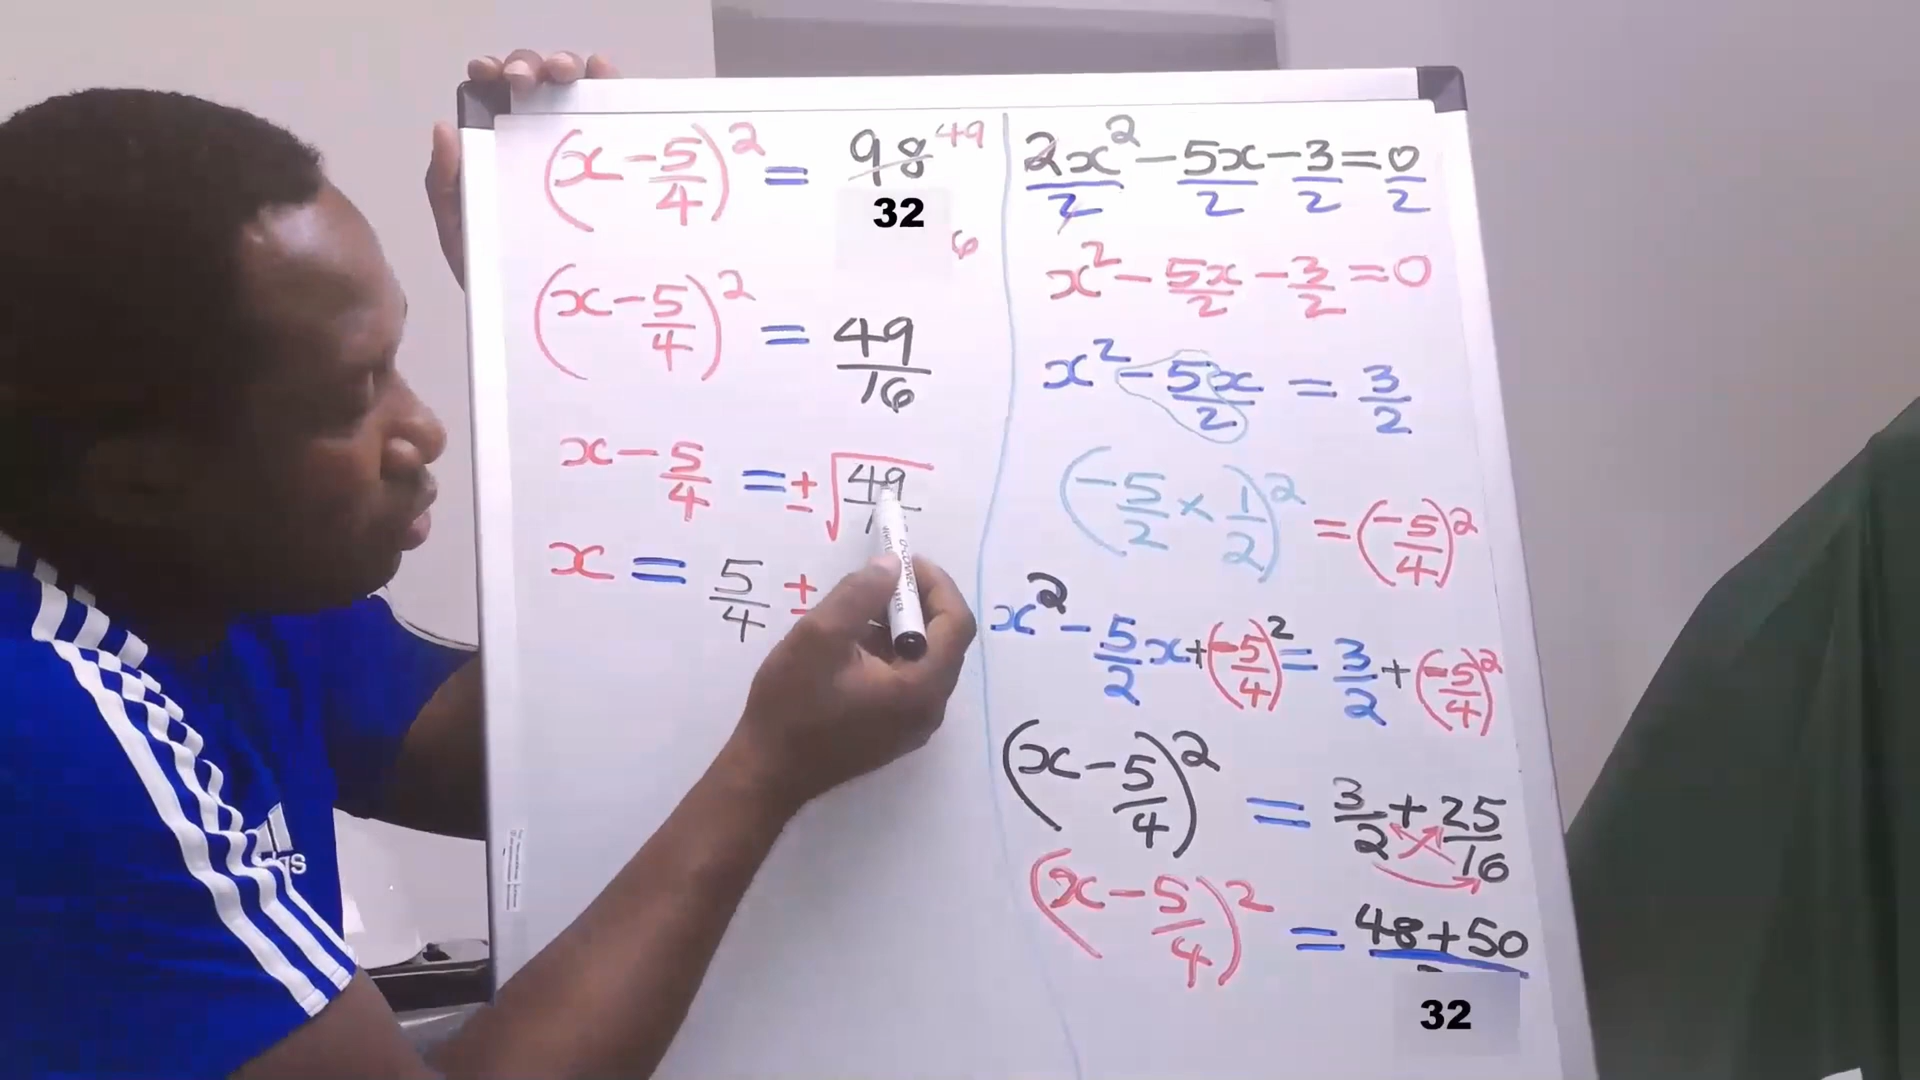 2x² - 5x - 3 = 0
2 2 2 2
x² - 5x/2 - 3/2 = 0
x² - 5x/2 = 3/2
(-5/2 × 1/2)² = (-5/4)²
x² - 5/2 x + (-5/4)² = 3/2 + (-5/4)²
(x - 5/4)² = 3/2 + 25/16
(x - 5/4)² = 48 + 50
32
(x - 5/4)² = 98 49
32
6
(x - 5/4)² = 49/16
x - 5/4 = ± √49
x = 5/4 ±